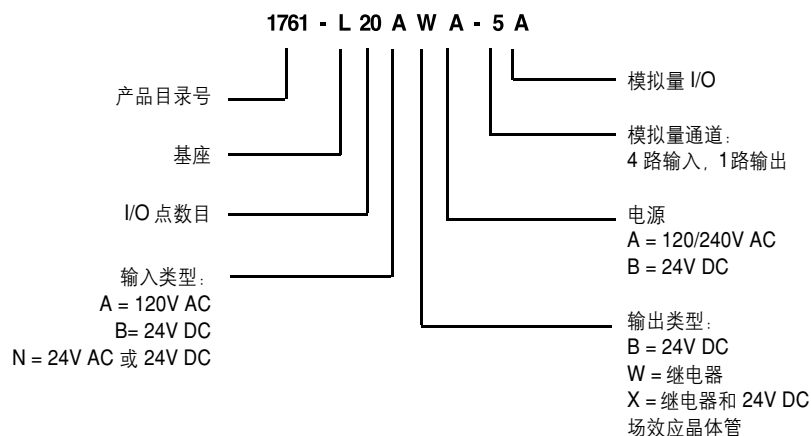 1761 - L 20 A W A - 5 A
产品目录号
基座
I/O 点数目
输入类型：
A = 120V AC
B= 24V DC
N = 24V AC 或 24V DC
模拟量 I/O
模拟量通道：
4 路输入，1路输出
电源
A = 120/240V AC
B = 24V DC
输出类型：
B = 24V DC
W = 继电器
X = 继电器和 24V DC
场效应晶体管